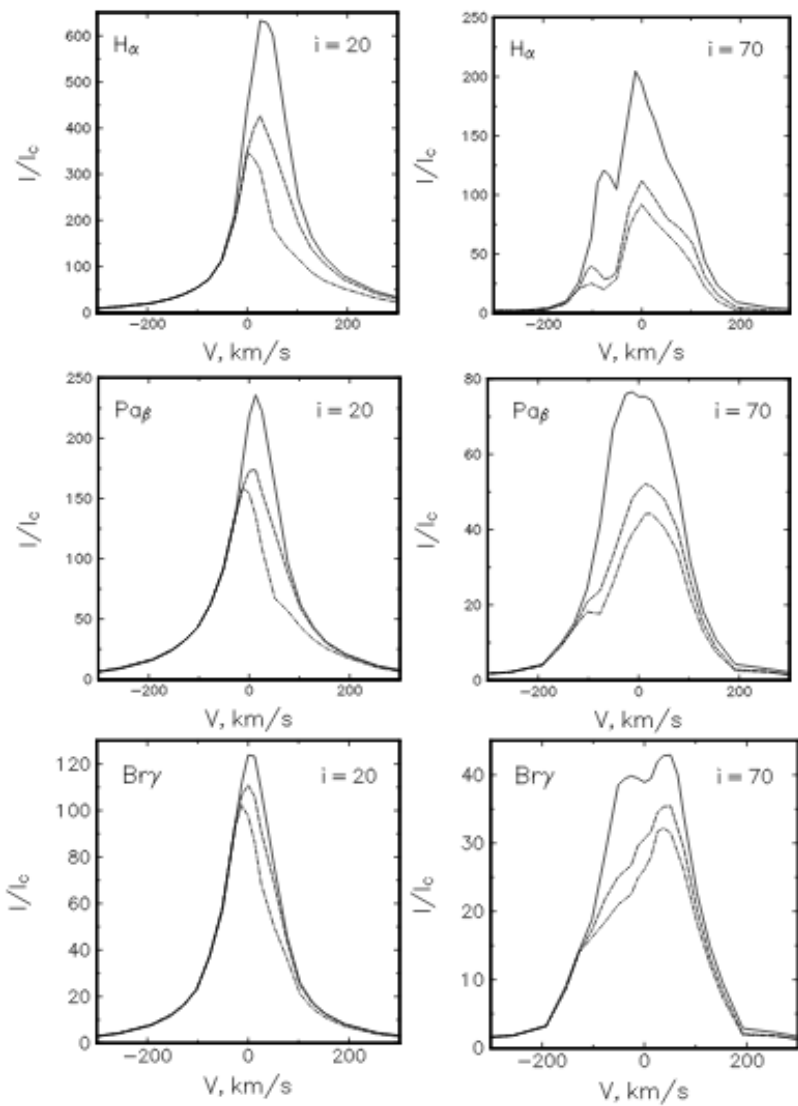 Hα i = 20
600
500
400
300
200
100
0
I/Ic
−200 0 200
V, km/s
Hα i = 70
250
200
150
100
50
0
I/Ic
−200 0 200
V, km/s
Paβ i = 20
250
200
150
100
50
0
I/Ic
−200 0 200
V, km/s
Paβ i = 70
80
60
40
20
0
I/Ic
−200 0 200
V, km/s
Brγ i = 20
120
100
80
60
40
20
0
I/Ic
−200 0 200
V, km/s
Brγ i = 70
40
30
20
10
0
I/Ic
−200 0 200
V, km/s